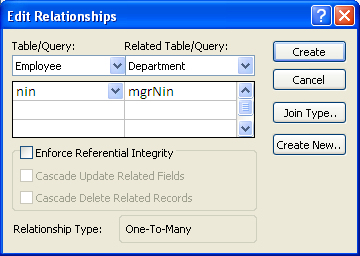 Edit Relationships
Table/Query: Related Table/Query:
Employee Department
nin mgrNin
Create
Cancel
Join Type..
Create New..
Enforce Referential Integrity
Cascade Update Related Fields
Cascade Delete Related Records
Relationship Type: One-To-Many